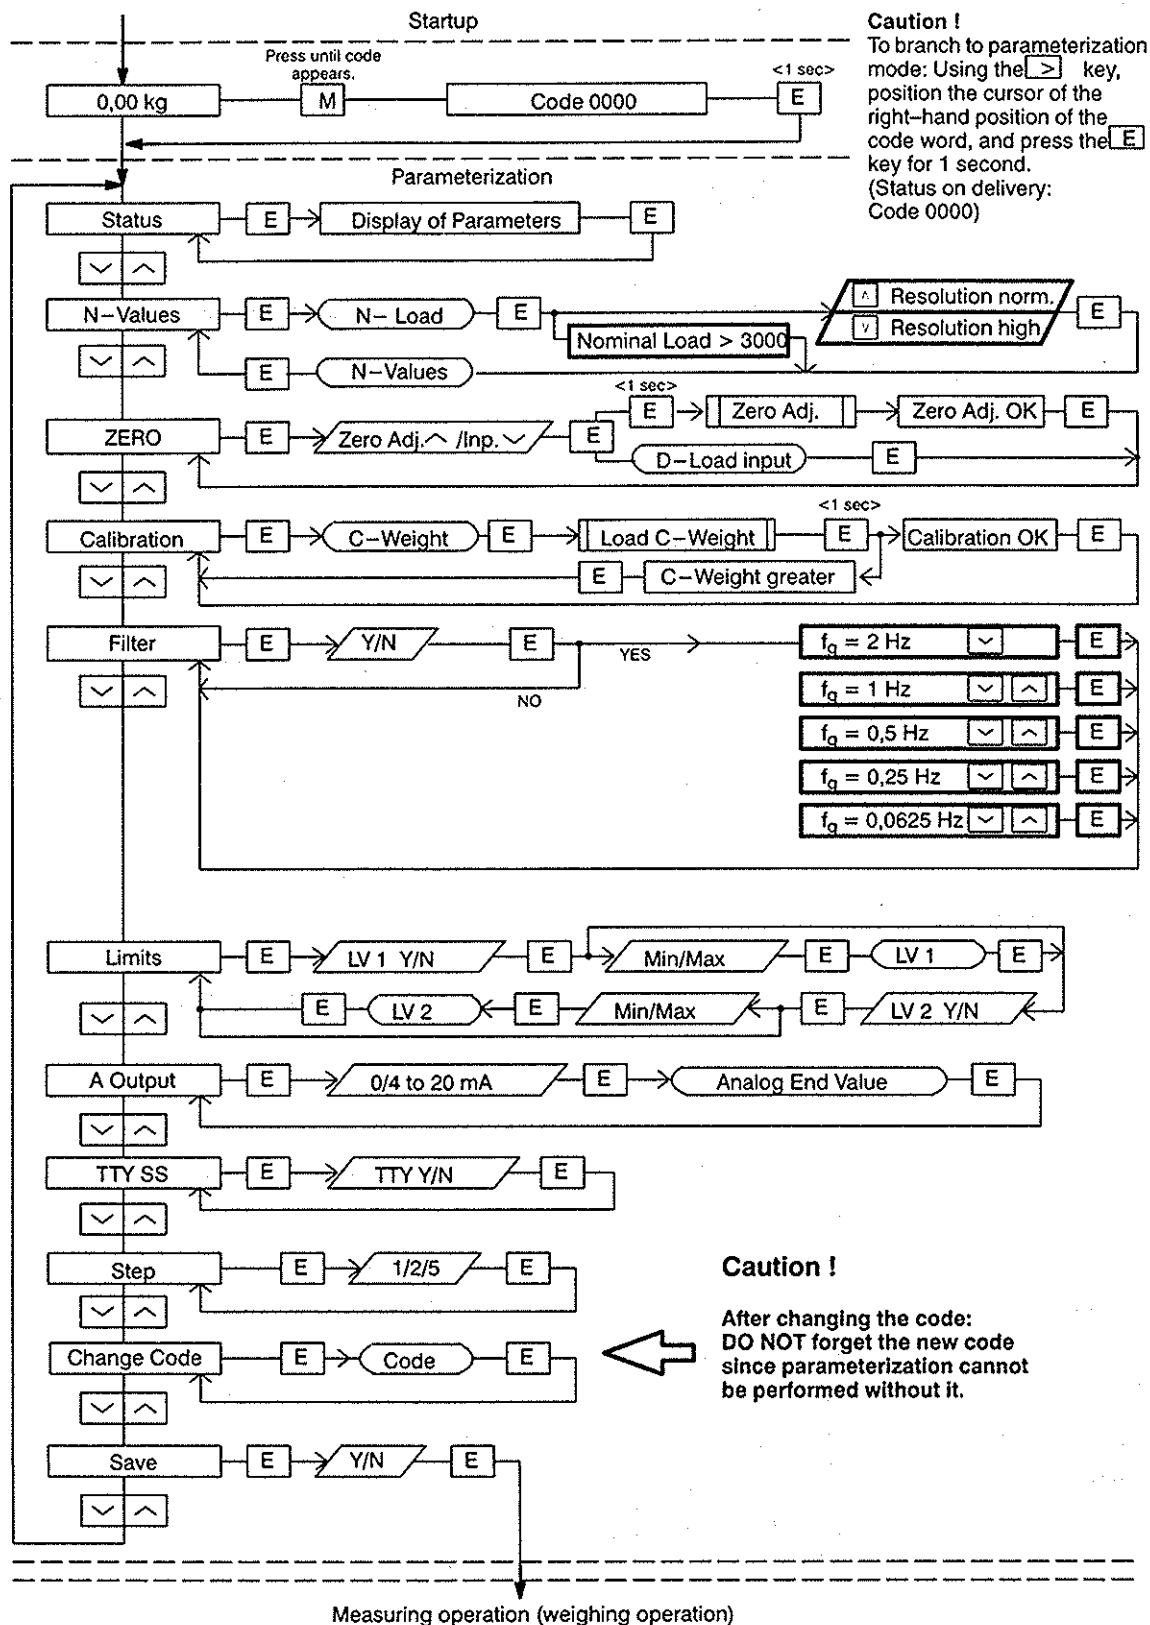 Startup
Caution !
To branch to parameterization
mode: Using the > key,
position the cursor of the
right–hand position of the
code word, and press the E
key for 1 second.
(Status on delivery:
Code 0000)
Press until code
appears.
<1 sec>
0,00 kg M Code 0000 E
Parameterization
Status E Display of Parameters E
N–Values E N– Load E ^ Resolution norm. E
v Resolution high
Nominal Load > 3000
E N–Values
<1 sec>
E Zero Adj. Zero Adj. OK E
ZERO E Zero Adj.^ /Inp.v E
D–Load input E
<1 sec>
Calibration E C–Weight E Load C–Weight E Calibration OK E
E C–Weight greater
Filter E Y/N E YES fg = 2 Hz v E
NO
fg = 1 Hz v ^ E
fg = 0,5 Hz v ^ E
fg = 0,25 Hz v ^ E
fg = 0,0625 Hz v ^ E
Limits E LV 1 Y/N E Min/Max E LV 1 E
E LV 2 E Min/Max E LV 2 Y/N
A Output E 0/4 to 20 mA E Analog End Value E
TTY SS E TTY Y/N E
Step E 1/2/5 E
Caution !
After changing the code:
DO NOT forget the new code
since parameterization cannot
be performed without it.
Change Code E Code E
Save E Y/N E
Measuring operation (weighing operation)